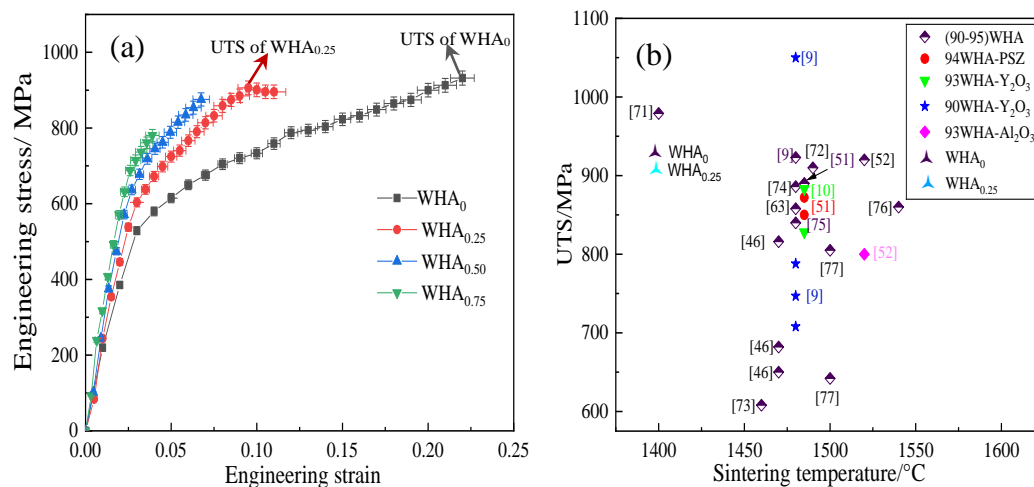 (a)
UTS of WHA0.25
UTS of WHA0
1000
800
600
400
200
0
Engineering stress/ MPa
WHA0
WHA0.25
WHA0.50
WHA0.75
0.00
0.05
0.10
0.15
0.20
0.25
Engineering strain
(b)
1100
1000
900
800
700
600
UTS/MPa
[9]
[71]
WHA0
WHA0.25
[9]
[72]
[51]
[52]
[74]
[10]
[63]
[51]
[76]
[75]
[46]
[77]
[52]
[9]
[46]
[46]
[77]
[73]
(90-95)WHA
94WHA-PSZ
93WHA-Y2O3
90WHA-Y2O3
93WHA-Al2O3
WHA0
WHA0.25
1400
1450
1500
1550
1600
Sintering temperature/°C